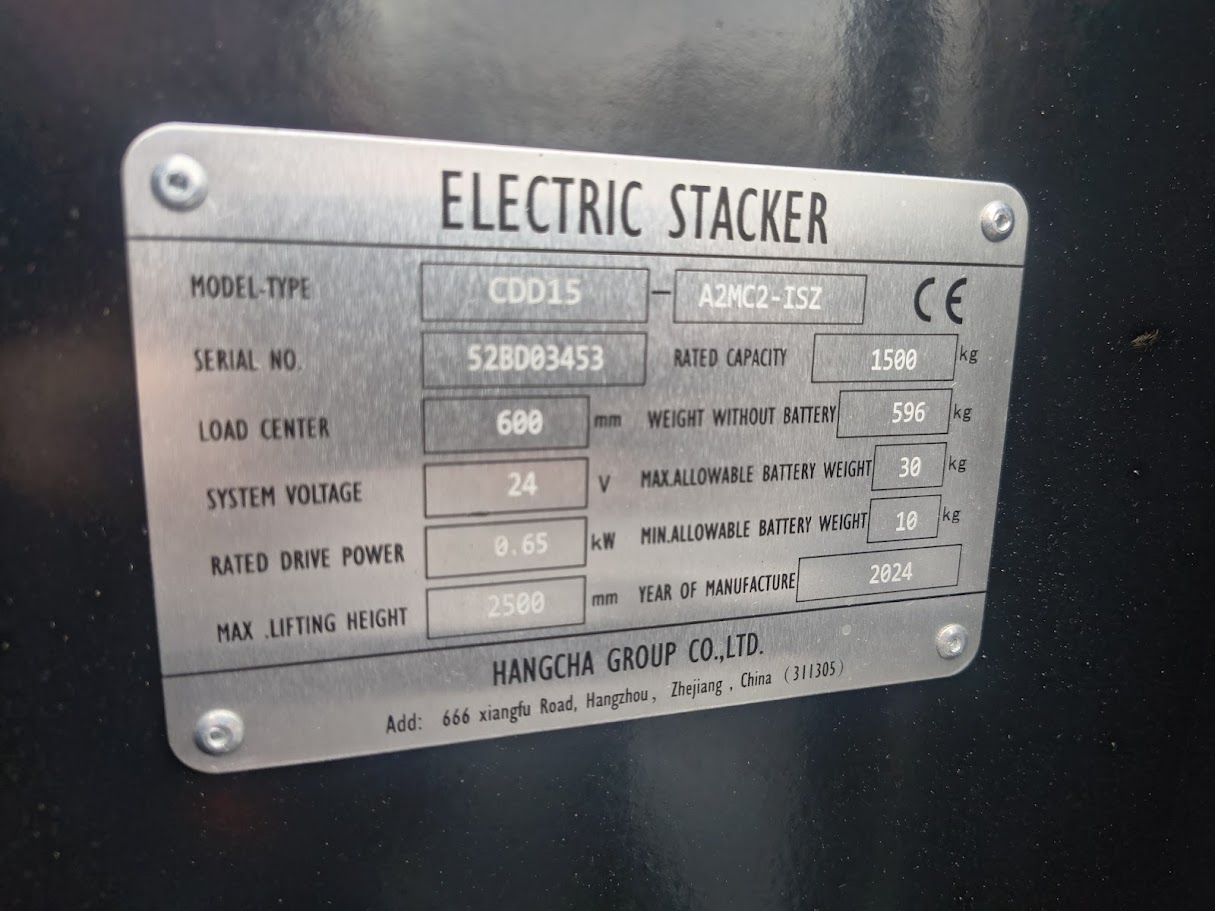 ELECTRIC STACKER
MODEL-TYPE CDD15 - A2MC2-ISZ CE
SERIAL NO. 52BD03453 RATED CAPACITY 1500 kg
LOAD CENTER 600 mm WEIGHT WITHOUT BATTERY 596 kg
SYSTEM VOLTAGE 24 V MAX.ALLOWABLE BATTERY WEIGHT 30 kg
RATED DRIVE POWER 0.65 kW MIN.ALLOWABLE BATTERY WEIGHT 10 kg
MAX .LIFTING HEIGHT 2500 mm YEAR OF MANUFACTURE 2024
HANGCHA GROUP CO.,LTD.
Add: 666 xiangfu Road, Hangzhou, Zhejiang , China (311305)